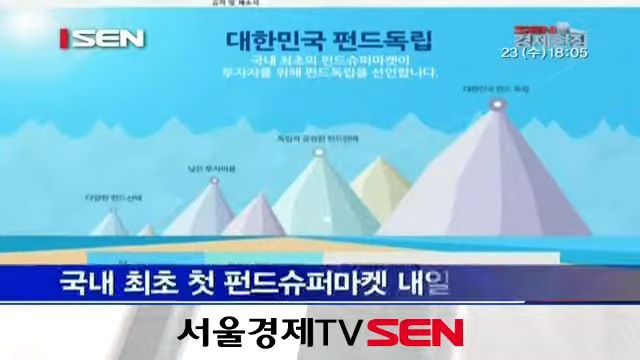 SEN
SEN
23 (수) 18:05
대한민국 펀드독립
국내 최초의 펀드슈퍼마켓이
투자자를 위해 펀드독립을 선언합니다.
대한민국 펀드 독립
독립적 공정한 펀드판매
낮은 투자비용
다양한 펀드선택
국내 최초 첫 펀드슈퍼마켓 내일
서울경제TV SEN